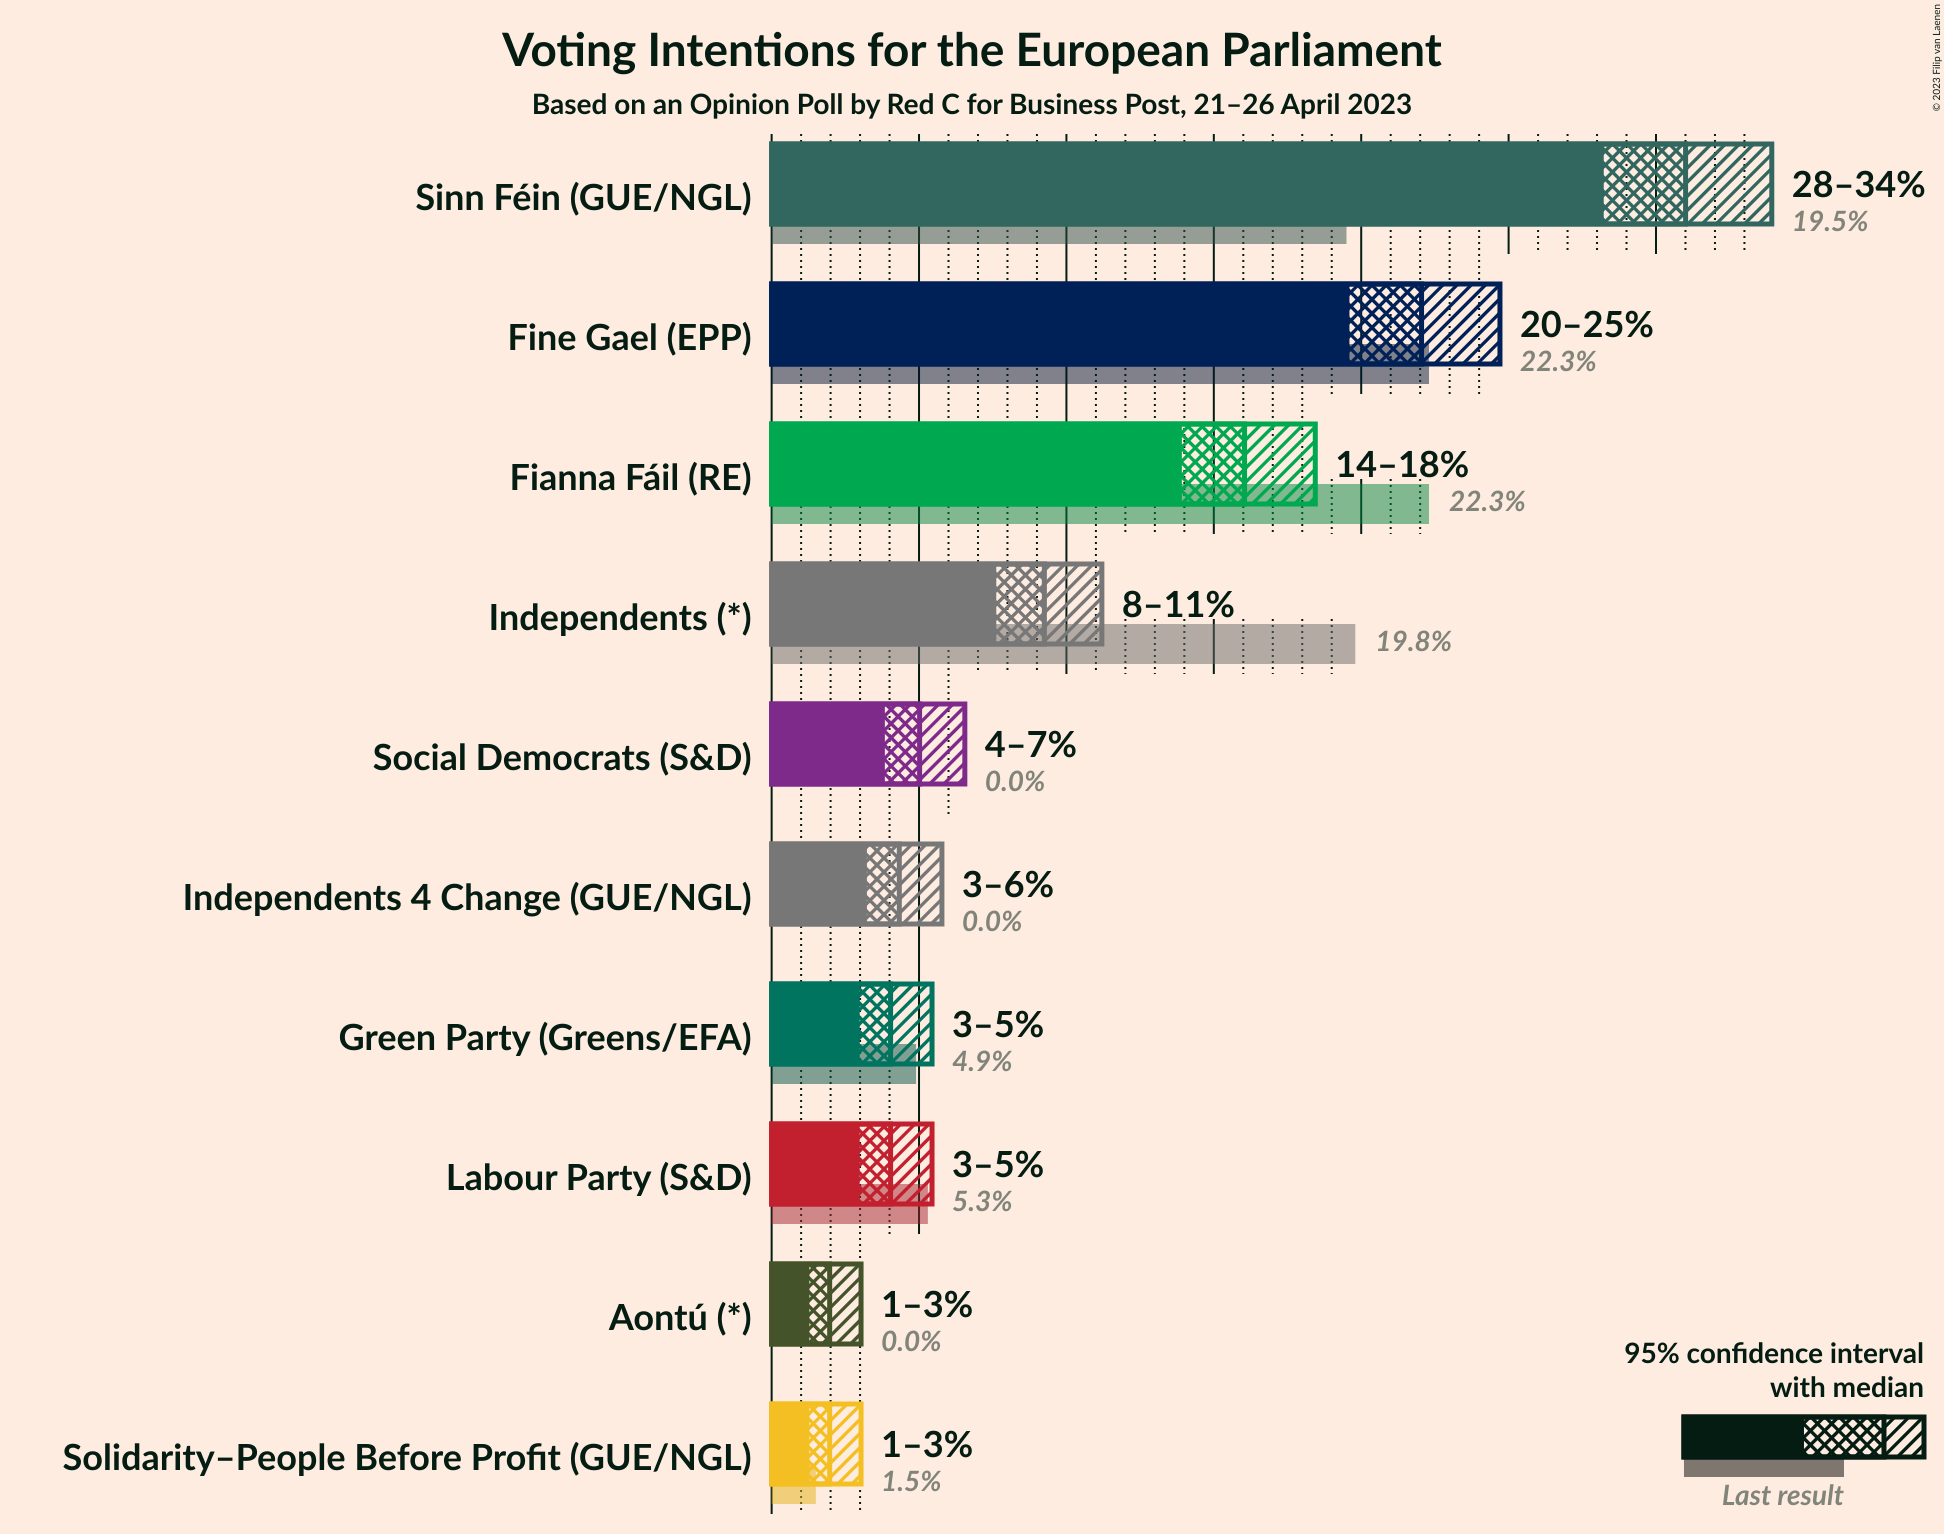 Voting Intentions for the European Parliament
Based on an Opinion Poll by Red C for Business Post, 21–26 April 2023
© 2023 Filip van Laenen
Sinn Féin (GUE/NGL)
28–34%
19.5%
Fine Gael (EPP)
20–25%
22.3%
Fianna Fáil (RE)
14–18%
22.3%
Independents (*)
8–11%
19.8%
Social Democrats (S&D)
4–7%
0.0%
Independents 4 Change (GUE/NGL)
3–6%
0.0%
Green Party (Greens/EFA)
3–5%
4.9%
Labour Party (S&D)
3–5%
5.3%
Aontú (*)
1–3%
0.0%
Solidarity–People Before Profit (GUE/NGL)
1–3%
1.5%
95% confidence interval
with median
Last result